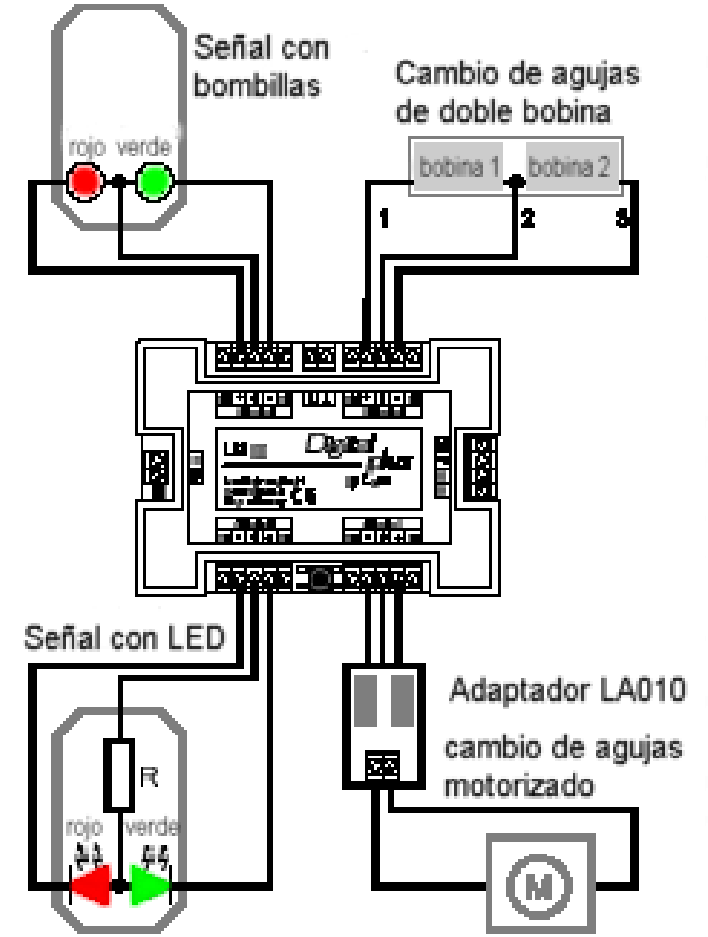 Señal con
bombillas
rojo verde
Cambio de agujas
de doble bobina
bobina 1 bobina 2
1 2 3
Digital
plus
Señal con LED
R
rojo verde
Adaptador LA010
cambio de agujas
motorizado
M